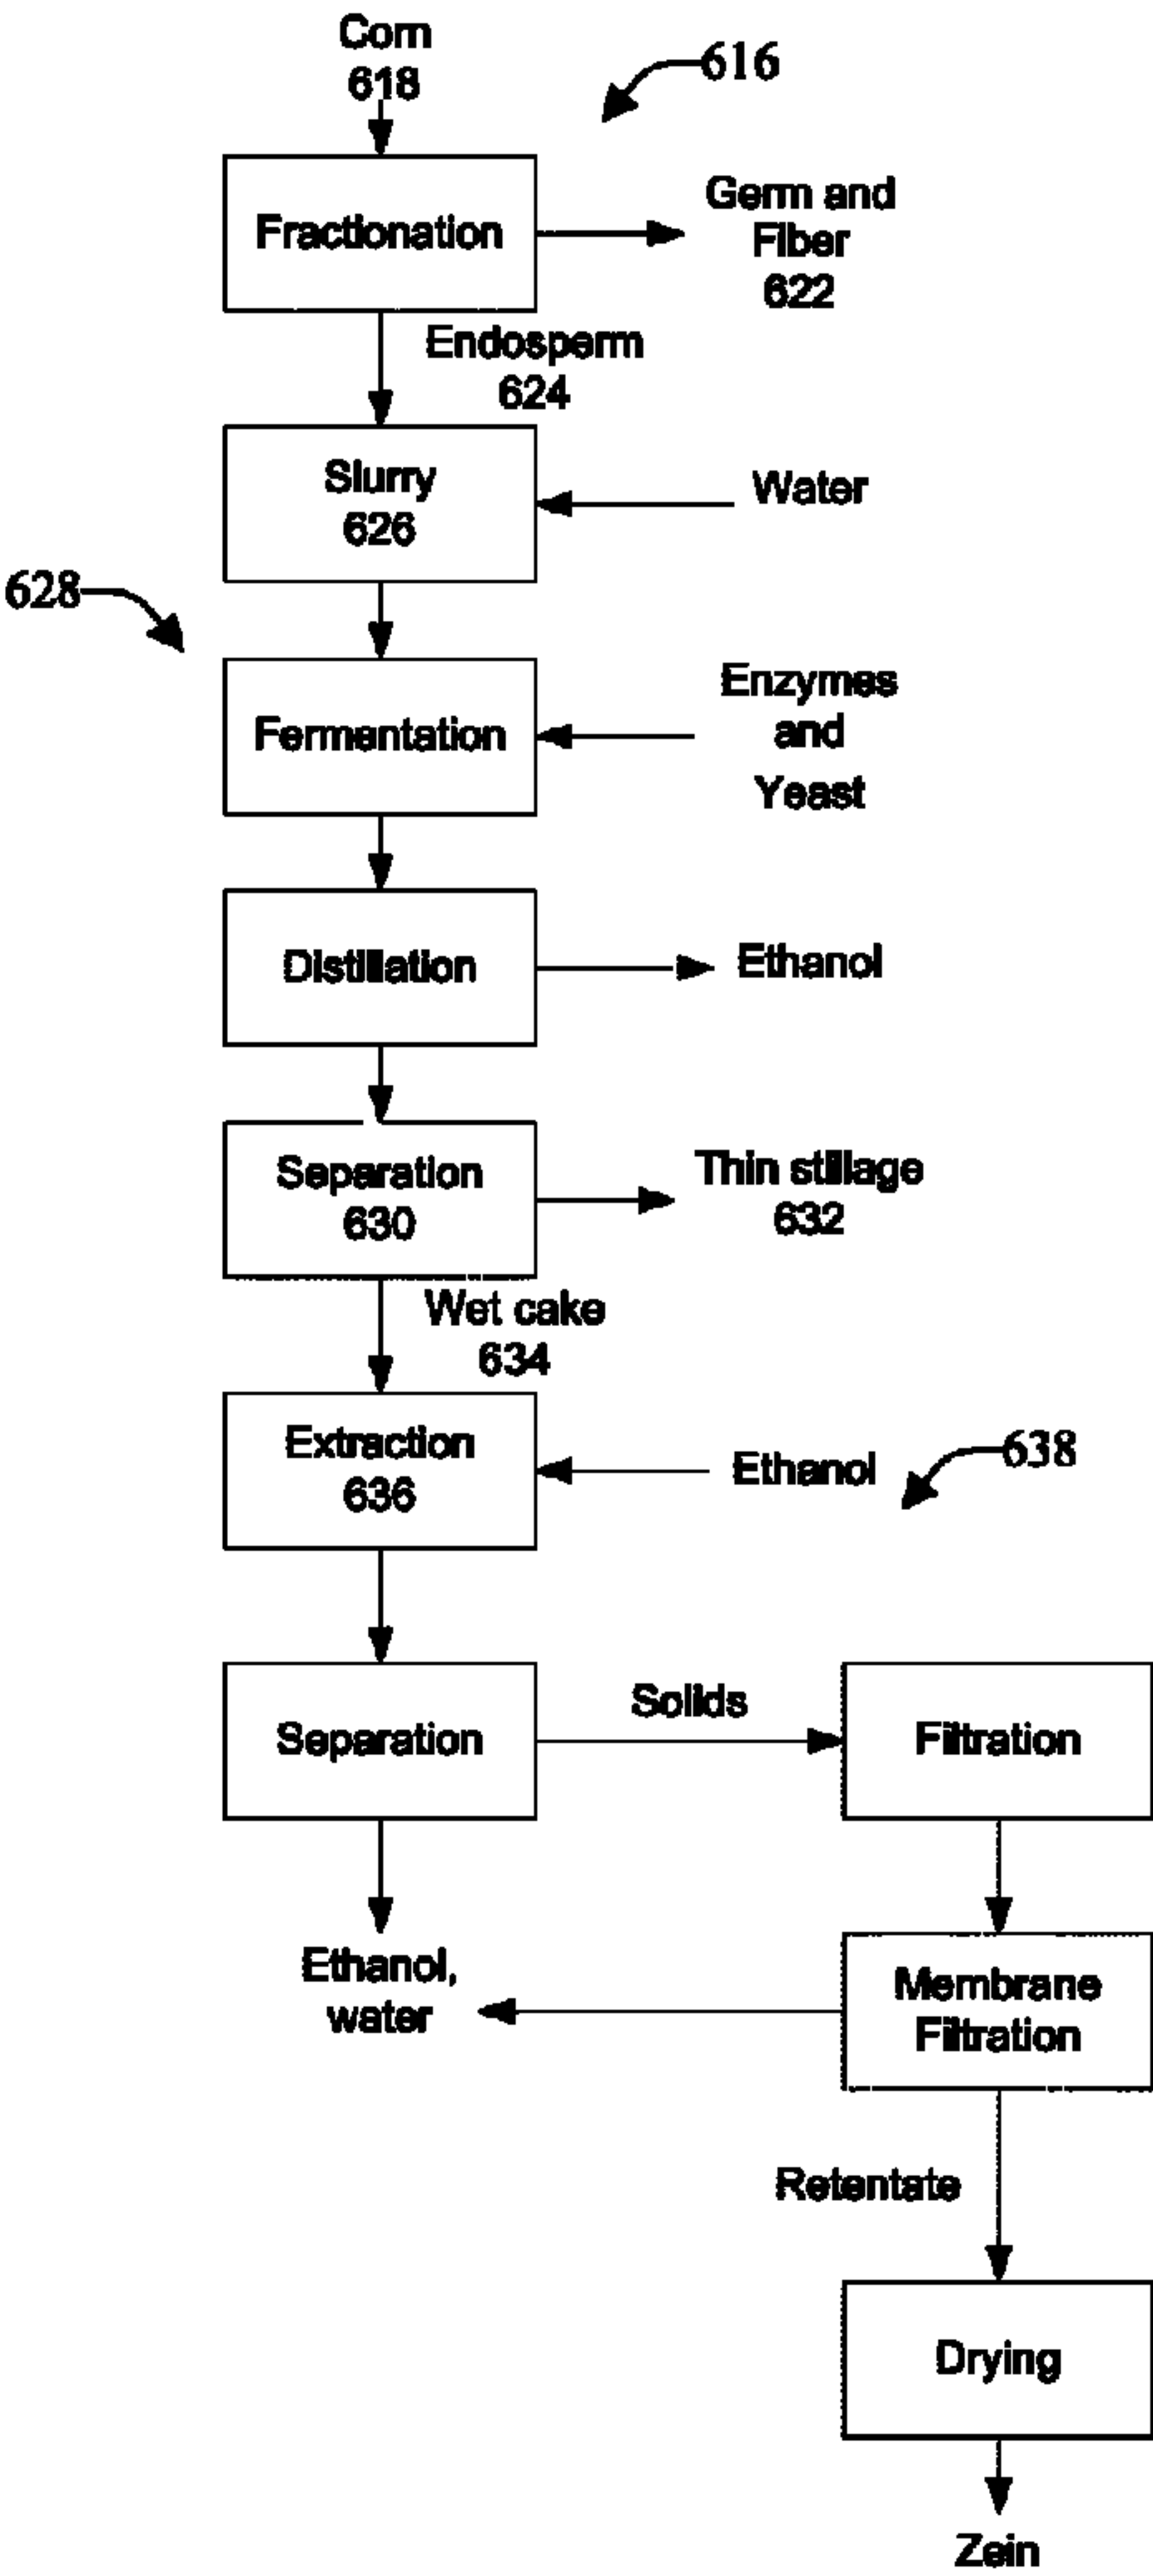 Corn
618
616
Fractionation
Germ and
Fiber
622
Endosperm
624
Slurry
626
Water
628
Fermentation
Enzymes
and
Yeast
Distillation
Ethanol
Separation
630
Thin stillage
632
Wet cake
634
Extraction
636
Ethanol
638
Separation
Solids
Filtration
Ethanol,
water
Membrane
Filtration
Retentate
Drying
Zein